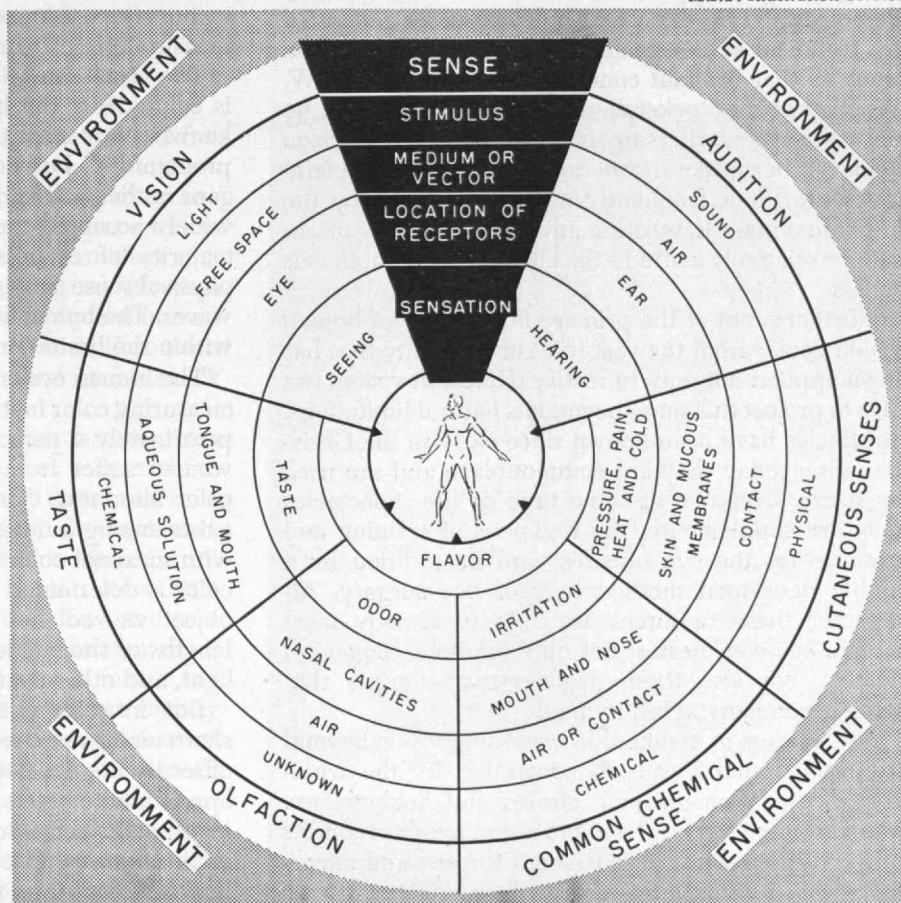 ENVIRONMENT
ENVIRONMENT
SENSE
STIMULUS
MEDIUM OR
VECTOR
LOCATION OF
RECEPTORS
SENSATION
VISION
LIGHT
FREE SPACE
EYE
SEEING
AUDITION
SOUND
AIR
EAR
HEARING
TASTE
CHEMICAL
AQUEOUS SOLUTION
TONGUE AND
MOUTH
TASTE
PRESSURE, PAIN,
HEAT, AND COLD
SKIN AND MUCOUS
MEMBRANES
CONTACT
PHYSICAL
CUTANEOUS SENSES
FLAVOR
ODOR
NASAL
CAVITIES
AIR
UNKNOWN
OLFACTION
IRRITATION
MOUTH AND NOSE
AIR OR CONTACT
CHEMICAL
COMMON CHEMICAL
SENSE
ENVIRONMENT
ENVIRONMENT